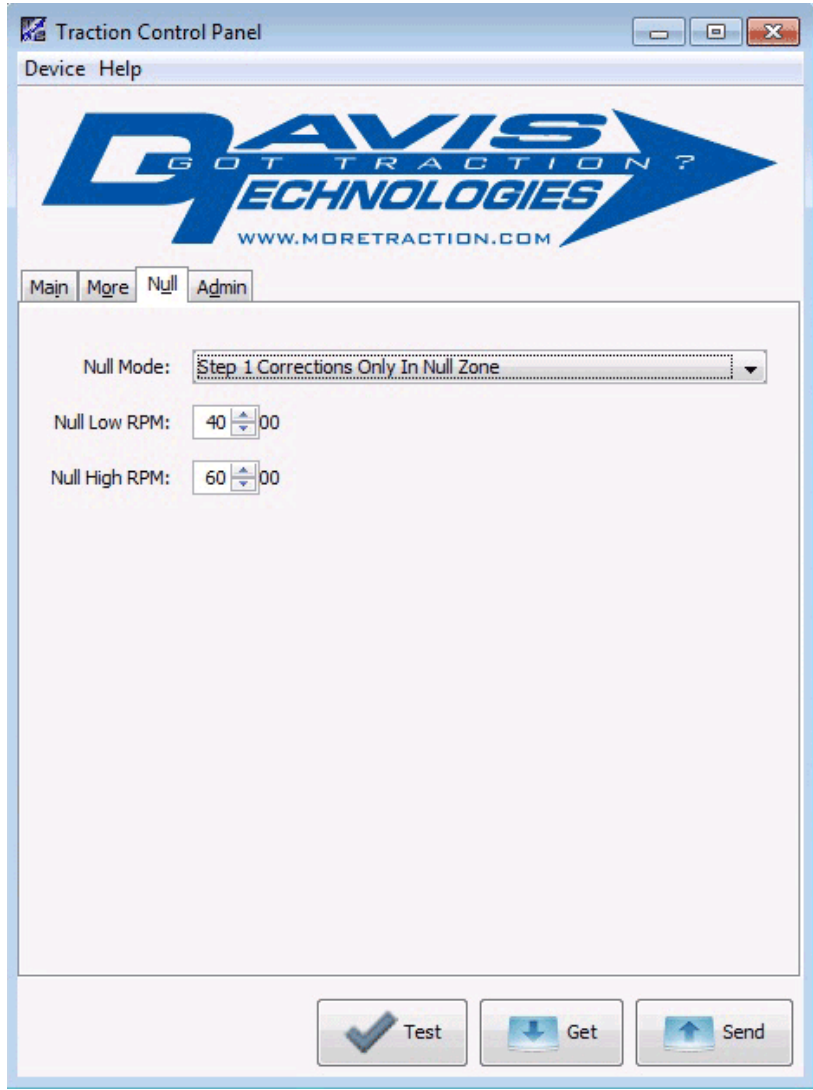 Traction Control Panel
Device Help
DAVIS
GOT TRACTION?
TECHNOLOGIES
WWW.MORETRACTION.COM
Main More Null Admin
Null Mode: Step 1 Corrections Only In Null Zone
Null Low RPM: 40 00
Null High RPM: 60 00
Test Get Send